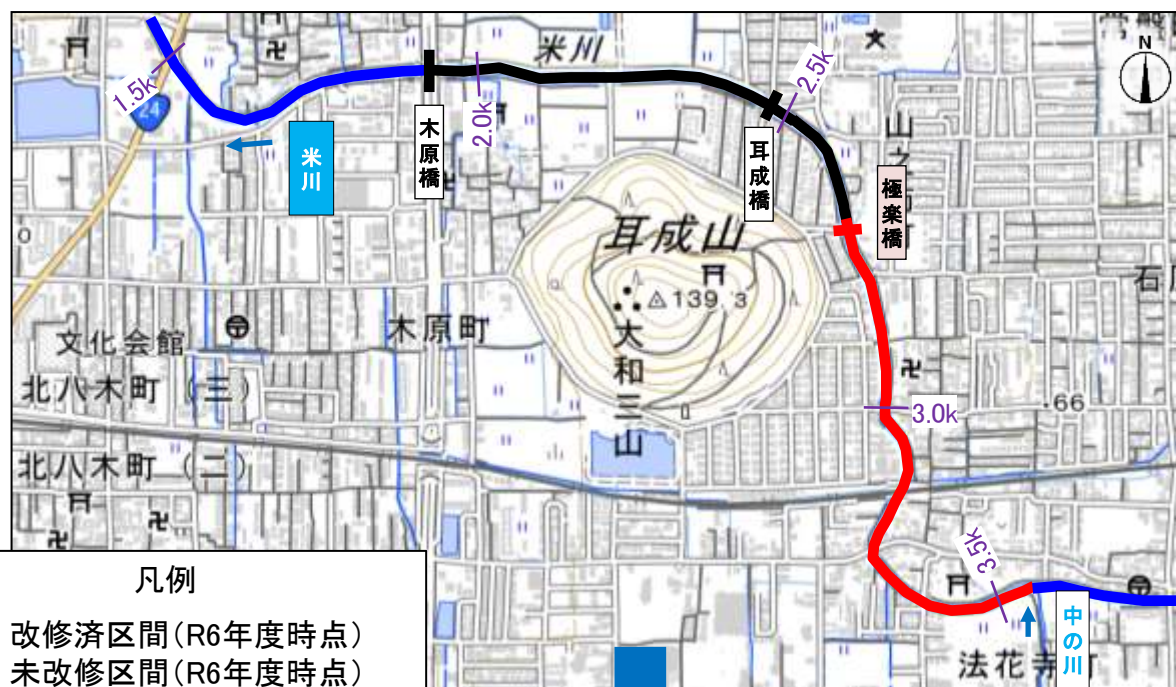 米川
N
1.5k
24
2.0k
2.5k
米川
木原橋
耳成橋
極楽橋
山之
耳成山
139.3
大和三山
石
文化会館
木原町
北八木町（三）
3.0k
.66
北八木町（二）
3.5k
中の川
法花寺町
凡例
改修済区間(R6年度時点)
未改修区間(R6年度時点)